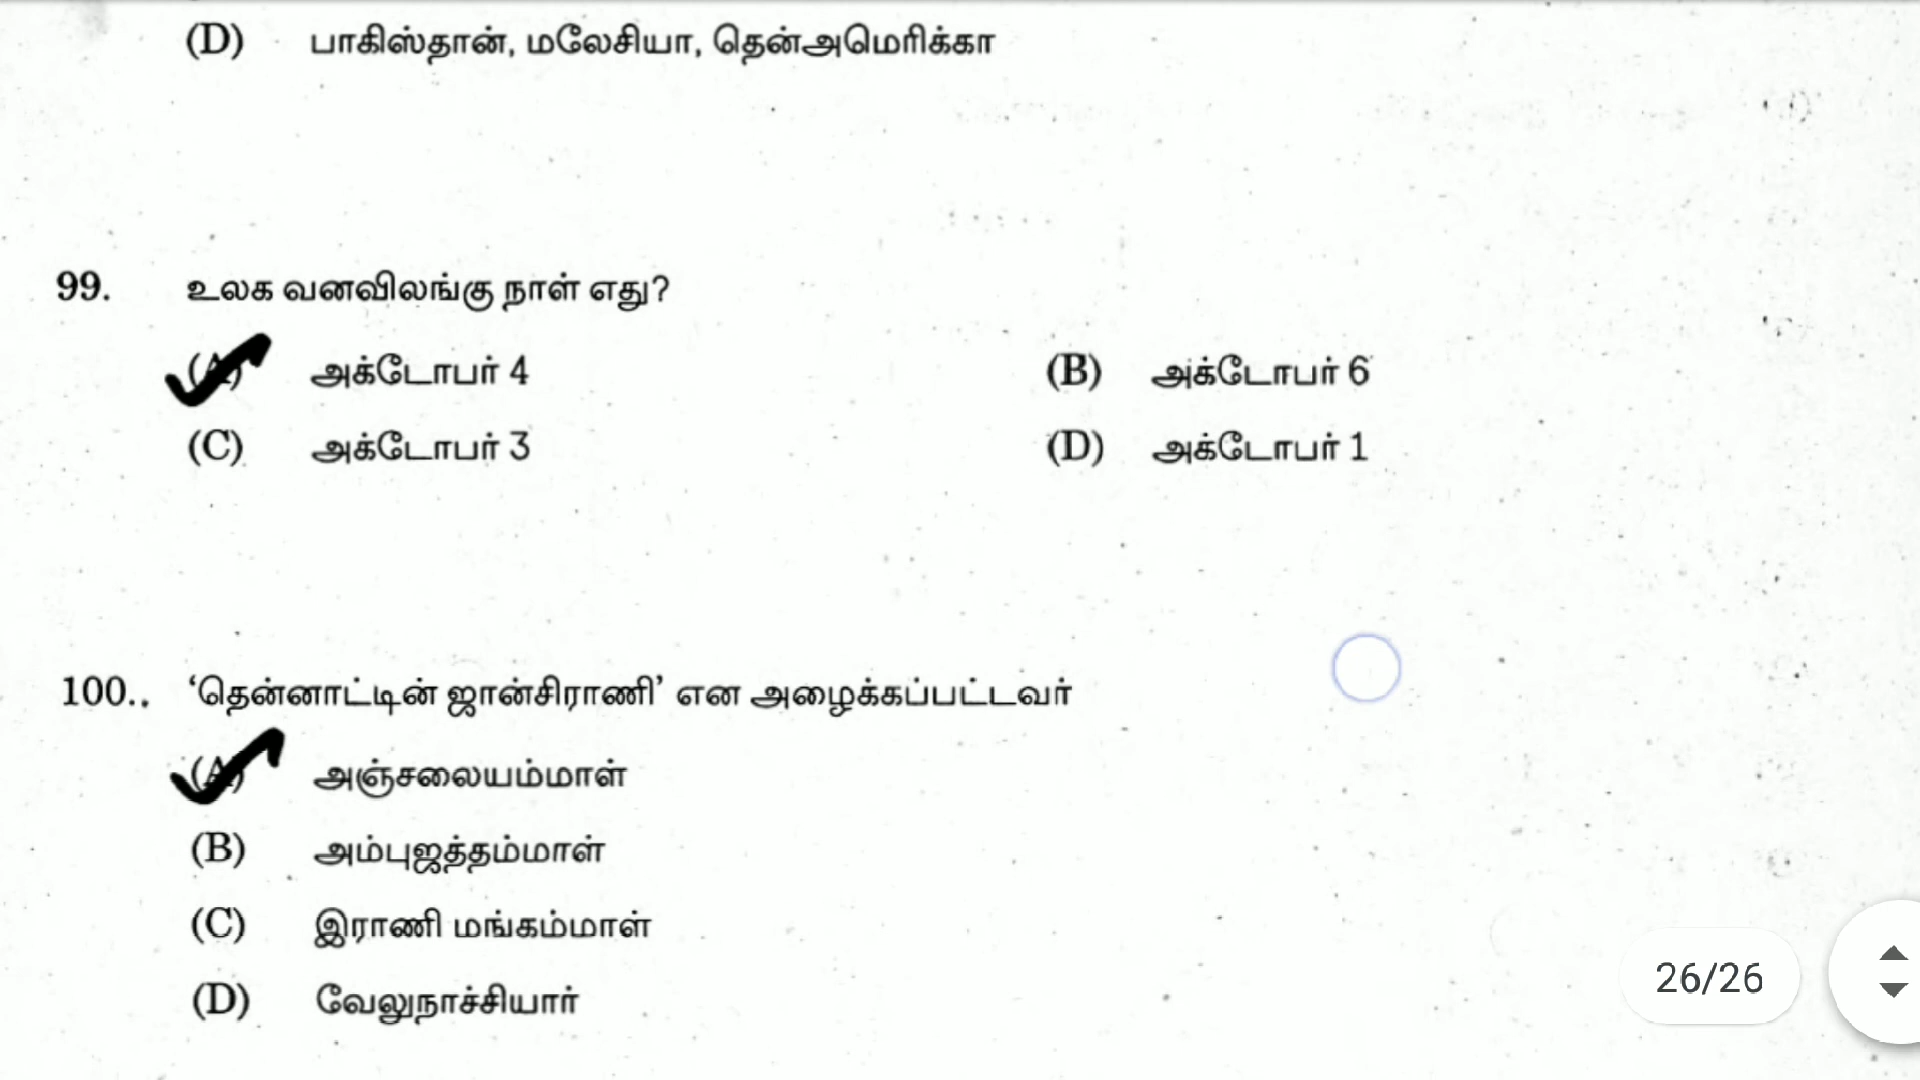 (D) பாகிஸ்தான், மலேசியா, தென்அமெரிக்கா
99. உலக வனவிலங்கு நாள் எது?
(A) அக்டோபர் 4 (B) அக்டோபர் 6
(C) அக்டோபர் 3 (D) அக்டோபர் 1
100.. ‘தென்னாட்டின் ஜான்சிராணி’ என அழைக்கப்பட்டவர்
(A) அஞ்சலையம்மாள்
(B) அம்புஜத்தம்மாள்
(C) இராணி மங்கம்மாள்
(D) வேலுநாச்சியார்
26/26